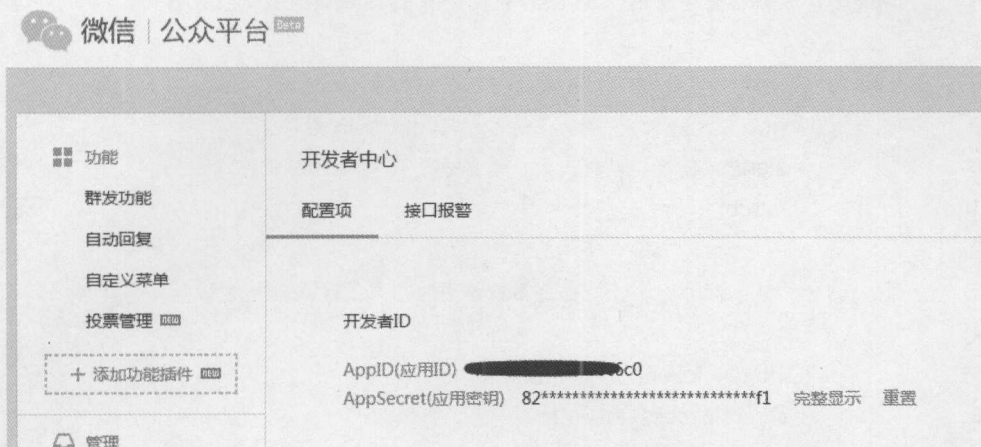 微信 | 公众平台 Beta
功能
群发功能
自动回复
自定义菜单
投票管理 NEW
+ 添加功能插件 NEW
管理
开发者中心
配置项 接口报警
开发者ID
AppID(应用ID) 6c0
AppSecret(应用密钥) 82****************************f1 完整显示 重置